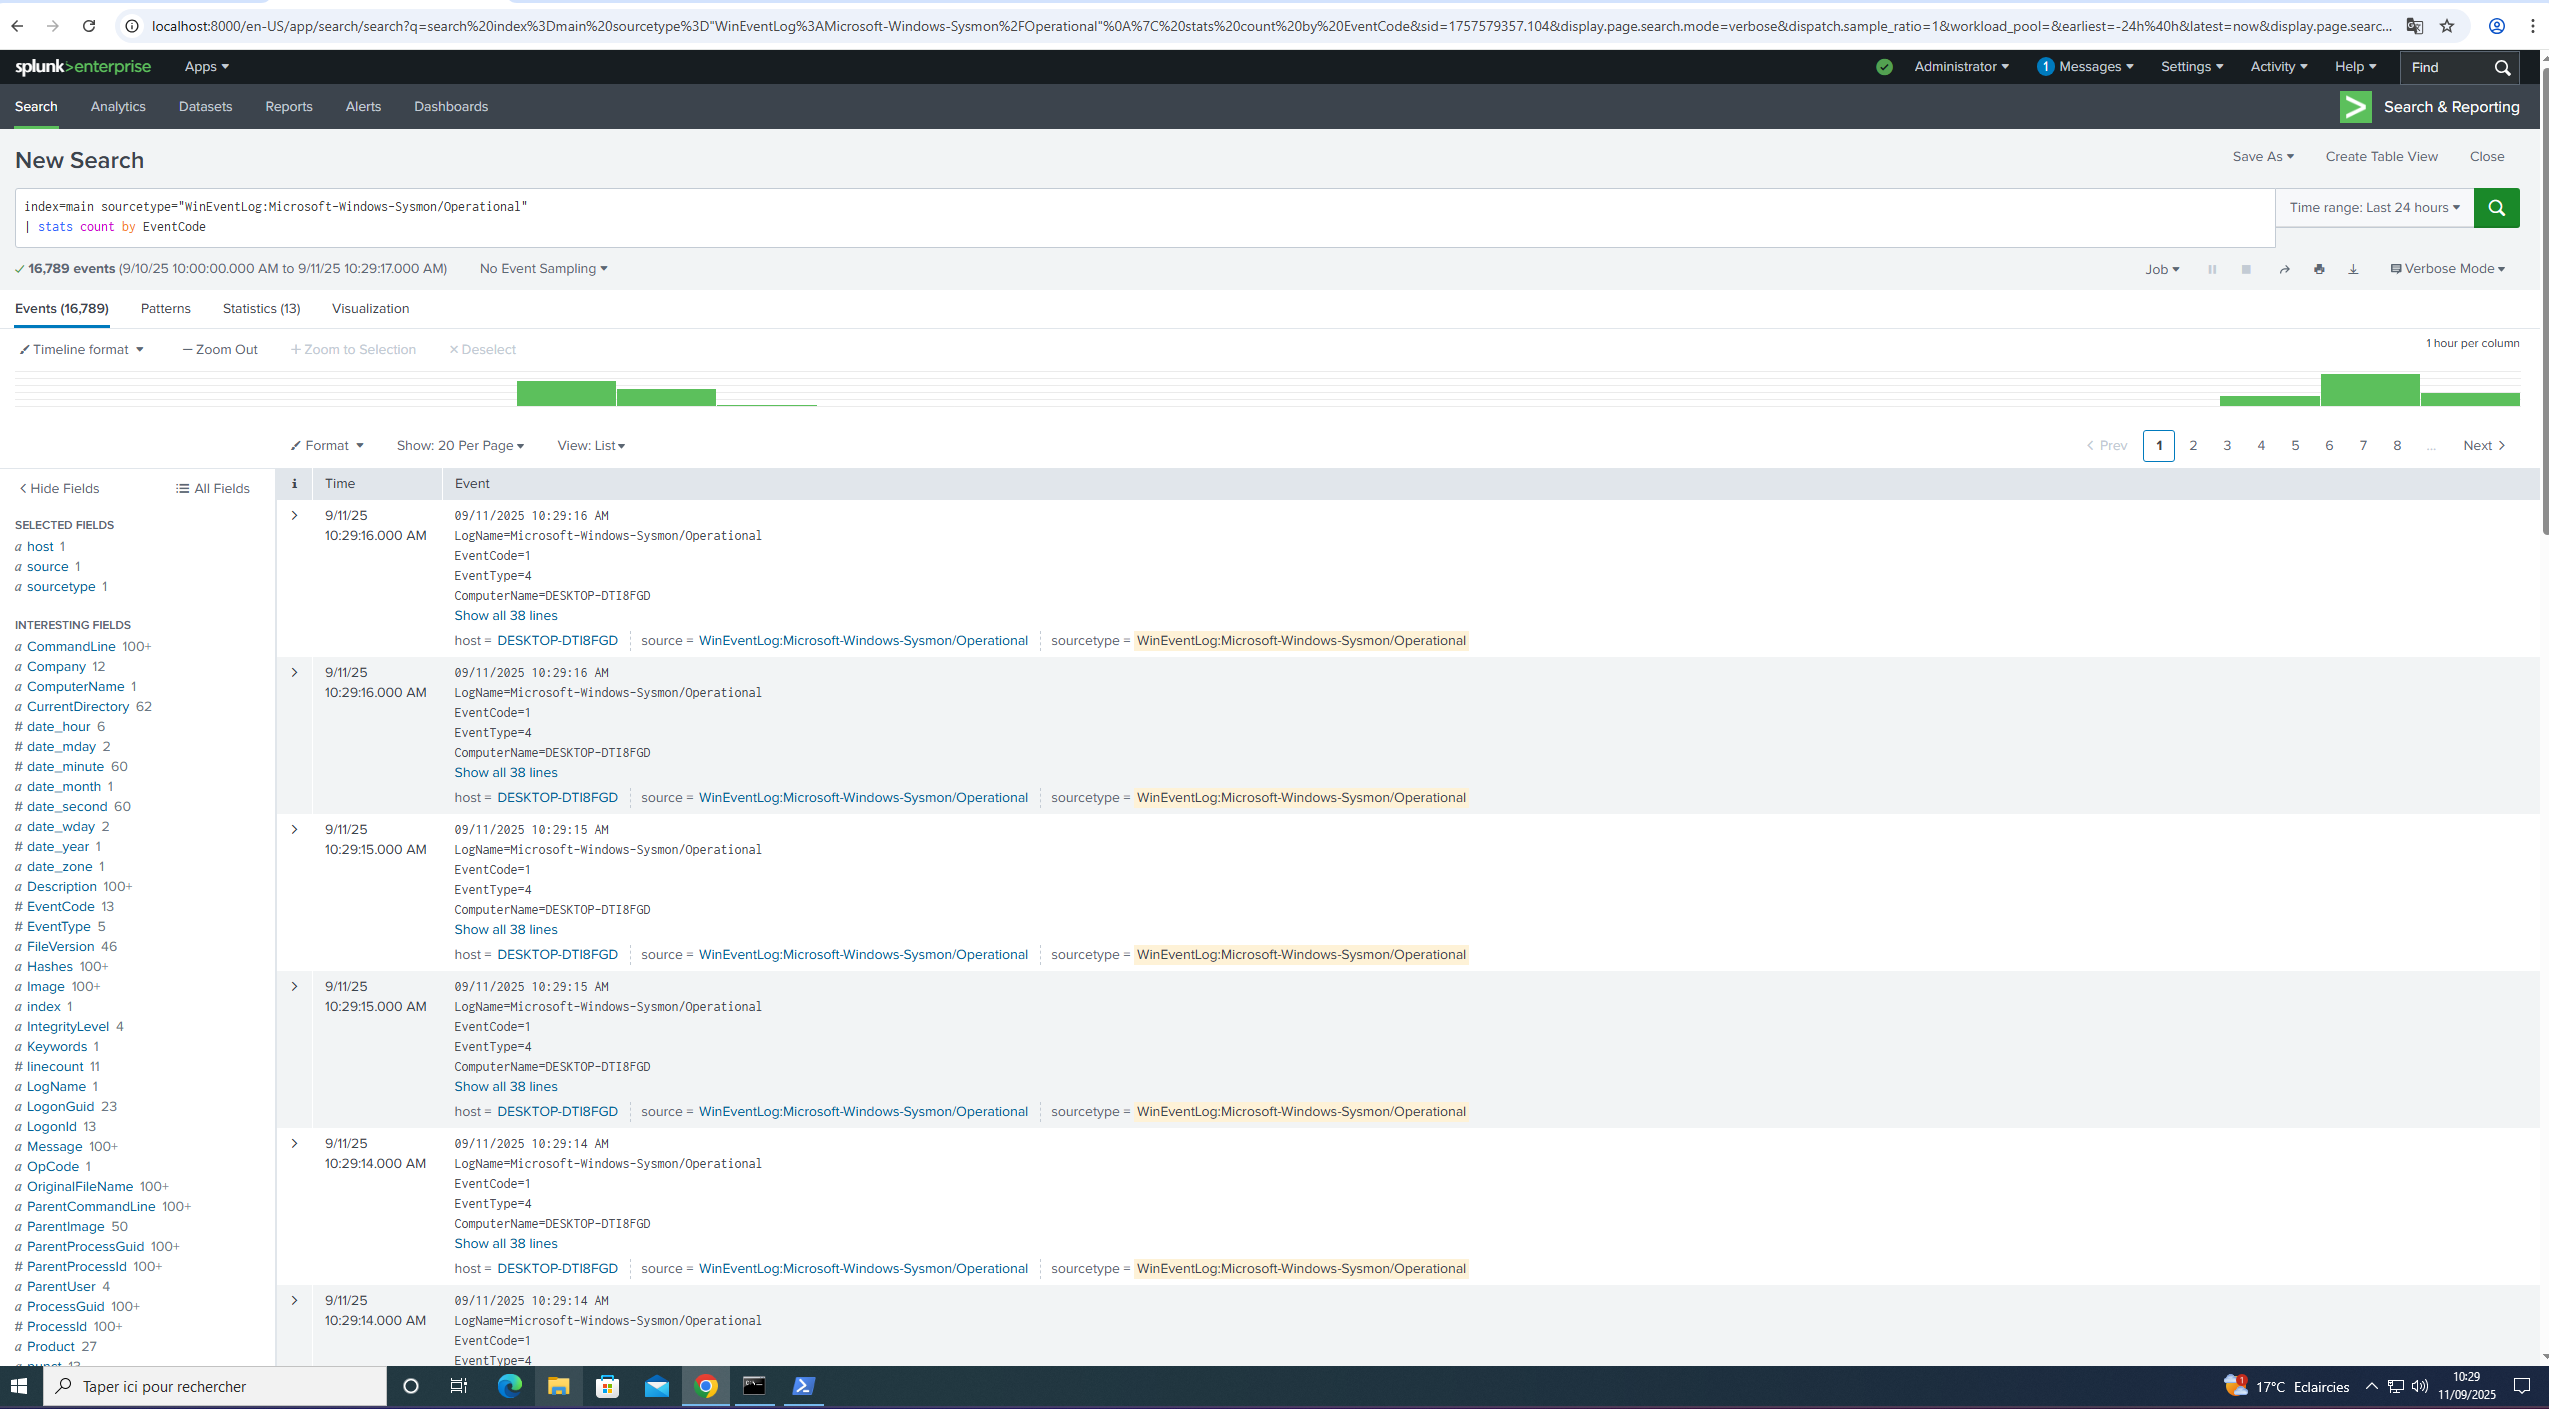 localhost:8000/en-US/app/search/search?q=search%20index%3Dmain%20sourcetype%3D"WinEventLog%3AMicrosoft-Windows-Sysmon%2FOperational"%0A%7C%20stats%20count%20by%20EventCode&sid=1757579357.104&display.page.search.mode=verbose&dispatch.sample_ratio=1&workload_pool=&earliest=-24h%40h&latest=now&display.page.searc...
splunk>enterprise Apps Administrator 1 Messages Settings Activity Help Find
Search Analytics Datasets Reports Alerts Dashboards > Search & Reporting
New Search Save As Create Table View Close
index=main sourcetype="WinEventLog:Microsoft-Windows-Sysmon/Operational"
| stats count by EventCode
Time range: Last 24 hours
16,789 events (9/10/25 10:00:00.000 AM to 9/11/25 10:29:17.000 AM) No Event Sampling Job Verbose Mode
Events (16,789) Patterns Statistics (13) Visualization
Timeline format — Zoom Out + Zoom to Selection × Deselect 1 hour per column
Format Show: 20 Per Page View: List < Prev 1 2 3 4 5 6 7 8 ... Next >
< Hide Fields All Fields
SELECTED FIELDS
a host 1
a source 1
a sourcetype 1
INTERESTING FIELDS
a CommandLine 100+
a Company 12
a ComputerName 1
a CurrentDirectory 62
# date_hour 6
# date_mday 2
# date_minute 60
a date_month 1
# date_second 60
a date_wday 2
# date_year 1
a date_zone 1
a Description 100+
# EventCode 13
# EventType 5
a FileVersion 46
a Hashes 100+
a Image 100+
a index 1
a IntegrityLevel 4
a Keywords 1
# linecount 11
a LogName 1
a LogonGuid 23
a LogonId 13
a Message 100+
a OpCode 1
a OriginalFileName 100+
a ParentCommandLine 100+
a ParentImage 50
a ParentProcessGuid 100+
# ParentProcessId 100+
a ParentUser 4
a ProcessGuid 100+
# ProcessId 100+
a Product 27
a punct 13
i Time Event
9/11/25
10:29:16.000 AM
09/11/2025 10:29:16 AM
LogName=Microsoft-Windows-Sysmon/Operational
EventCode=1
EventType=4
ComputerName=DESKTOP-DTI8FGD
Show all 38 lines
host = DESKTOP-DTI8FGD source = WinEventLog:Microsoft-Windows-Sysmon/Operational sourcetype = WinEventLog:Microsoft-Windows-Sysmon/Operational
9/11/25
10:29:16.000 AM
09/11/2025 10:29:16 AM
LogName=Microsoft-Windows-Sysmon/Operational
EventCode=1
EventType=4
ComputerName=DESKTOP-DTI8FGD
Show all 38 lines
host = DESKTOP-DTI8FGD source = WinEventLog:Microsoft-Windows-Sysmon/Operational sourcetype = WinEventLog:Microsoft-Windows-Sysmon/Operational
9/11/25
10:29:15.000 AM
09/11/2025 10:29:15 AM
LogName=Microsoft-Windows-Sysmon/Operational
EventCode=1
EventType=4
ComputerName=DESKTOP-DTI8FGD
Show all 38 lines
host = DESKTOP-DTI8FGD source = WinEventLog:Microsoft-Windows-Sysmon/Operational sourcetype = WinEventLog:Microsoft-Windows-Sysmon/Operational
9/11/25
10:29:15.000 AM
09/11/2025 10:29:15 AM
LogName=Microsoft-Windows-Sysmon/Operational
EventCode=1
EventType=4
ComputerName=DESKTOP-DTI8FGD
Show all 38 lines
host = DESKTOP-DTI8FGD source = WinEventLog:Microsoft-Windows-Sysmon/Operational sourcetype = WinEventLog:Microsoft-Windows-Sysmon/Operational
9/11/25
10:29:14.000 AM
09/11/2025 10:29:14 AM
LogName=Microsoft-Windows-Sysmon/Operational
EventCode=1
EventType=4
ComputerName=DESKTOP-DTI8FGD
Show all 38 lines
host = DESKTOP-DTI8FGD source = WinEventLog:Microsoft-Windows-Sysmon/Operational sourcetype = WinEventLog:Microsoft-Windows-Sysmon/Operational
9/11/25
10:29:14.000 AM
09/11/2025 10:29:14 AM
LogName=Microsoft-Windows-Sysmon/Operational
EventCode=1
EventType=4
Taper ici pour rechercher 1 17°C Eclaircies 10:29
11/09/2025